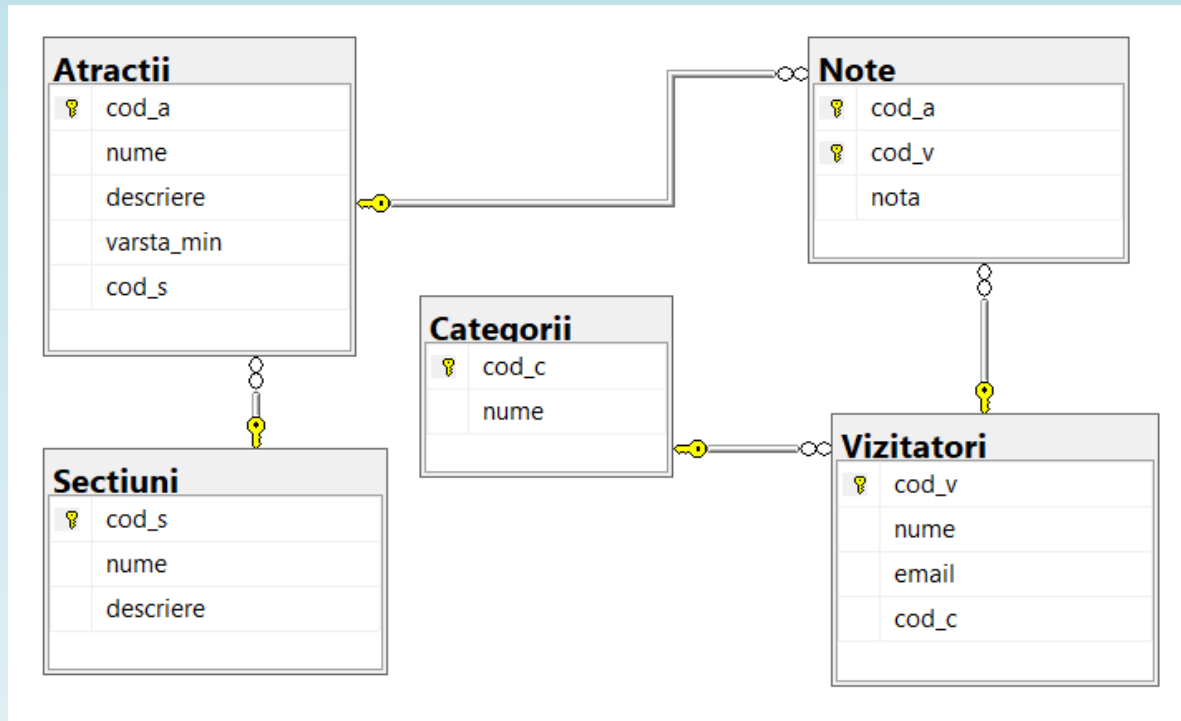 Atractii
cod_a
nume
descriere
varsta_min
cod_s
Note
cod_a
cod_v
nota
Categorii
cod_c
nume
Sectiuni
cod_s
nume
descriere
Vizitatori
cod_v
nume
email
cod_c